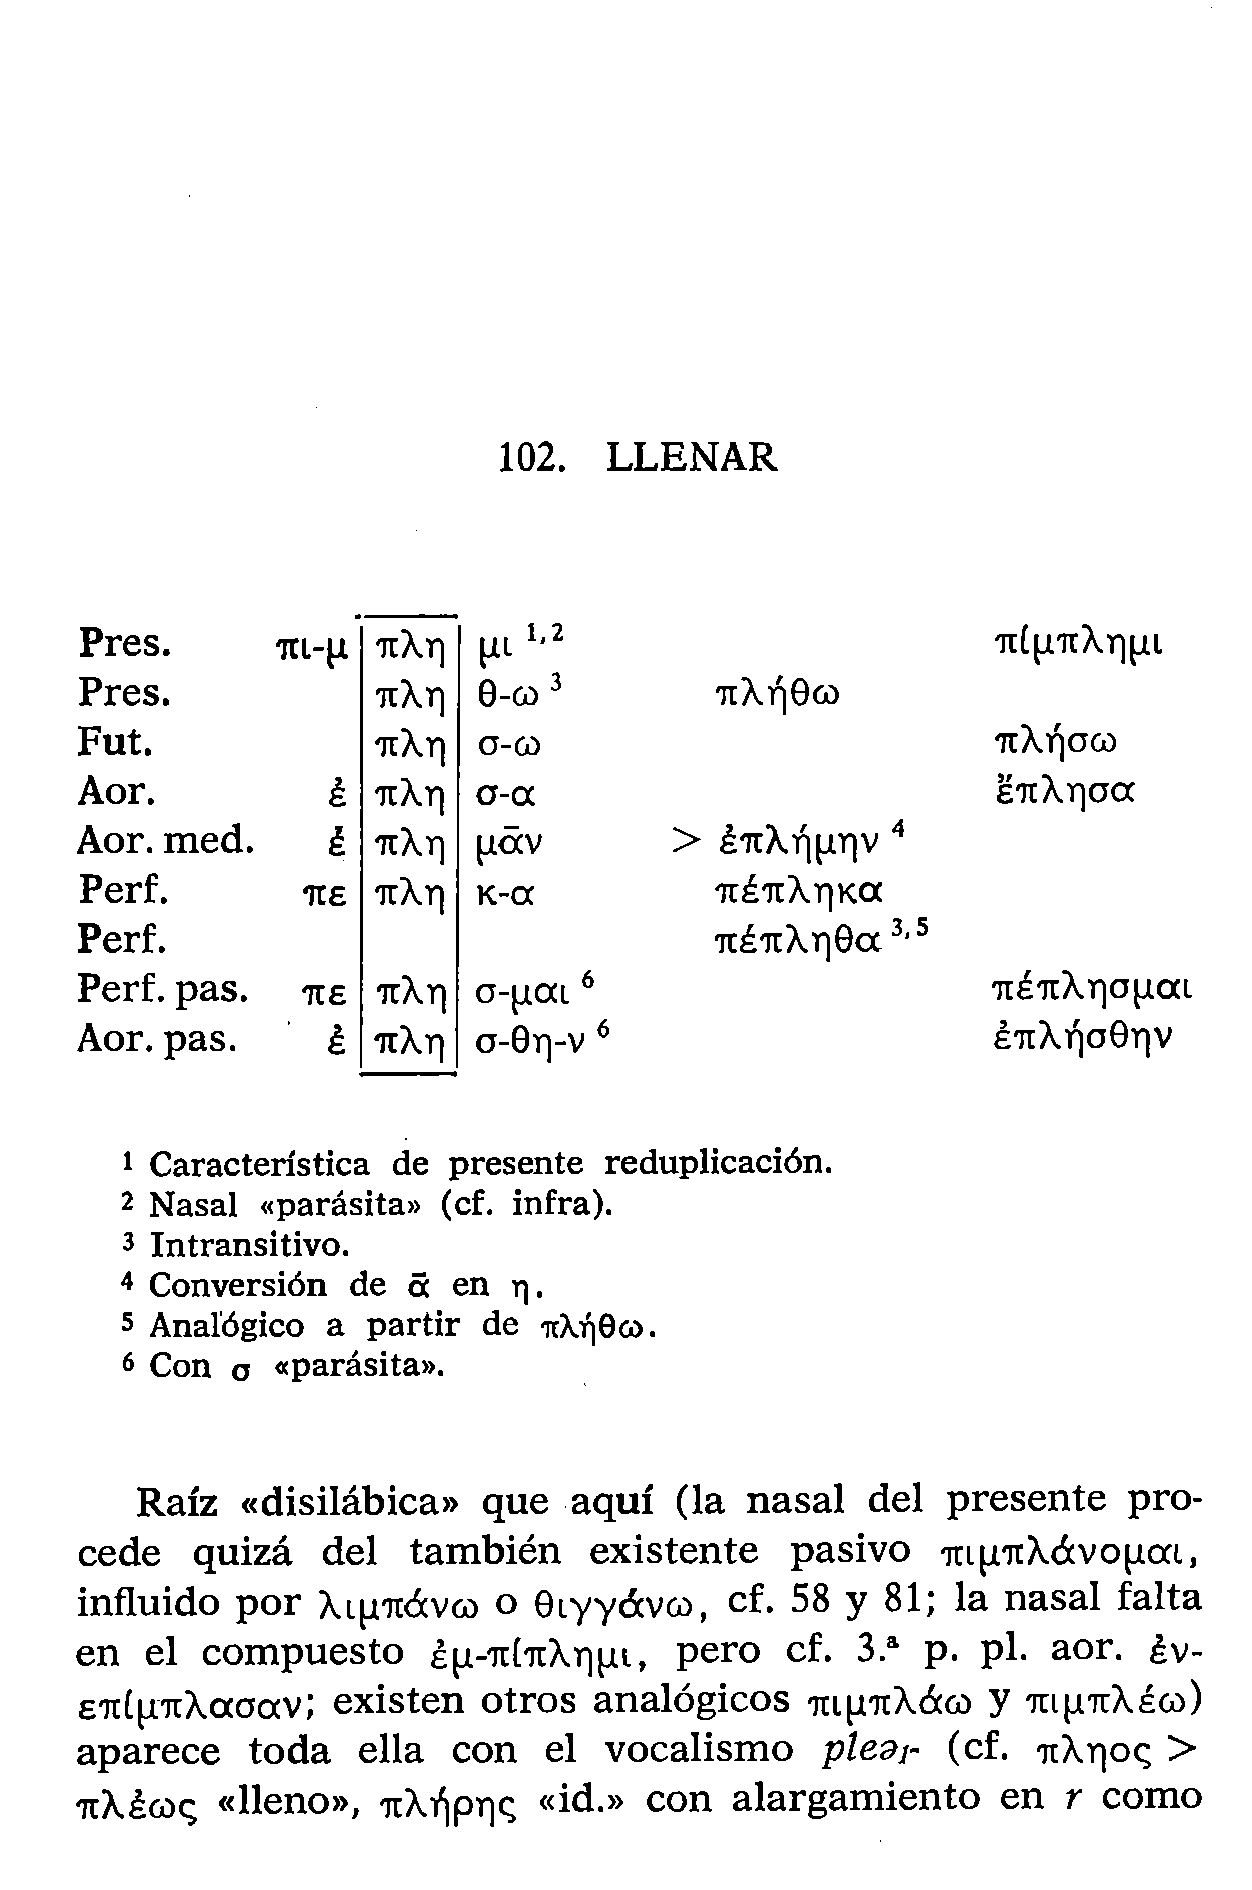 102. LLENAR
Pres. πι-μ πλη μι 1,2 πίμπλημι
Pres. πλη θ-ω 3 πλήθω
Fut. πλη σ-ω πλήσω
Aor. ἐ πλη σ-α ἔπλησα
Aor. med. ἐ πλη μᾱν > ἐπλήμην 4
Perf. πε πλη κ-α πέπληκα
Perf. πέπληθα 3,5
Perf. pas. πε πλη σ-μαι 6 πέπλησμαι
Aor. pas. ἐ πλη σ-θη-ν 6 ἐπλήσθην
1 Característica de presente reduplicación.
2 Nasal «parásita» (cf. infra).
3 Intransitivo.
4 Conversión de ᾱ en η.
5 Analógico a partir de πλήθω.
6 Con σ «parásita».
Raíz «disilábica» que aquí (la nasal del presente pro-
cede quizá del también existente pasivo πιμπλάνομαι,
influido por λιμπάνω o θιγγάνω, cf. 58 y 81; la nasal falta
en el compuesto ἐμ-πίπλημι, pero cf. 3.ª p. pl. aor. ἐν-
επίμπλασαν; existen otros analógicos πιμπλάω y πιμπλέω)
aparece toda ella con el vocalismo pleə₁- (cf. πληος >
πλέως «lleno», πλήρης «id.» con alargamiento en r como